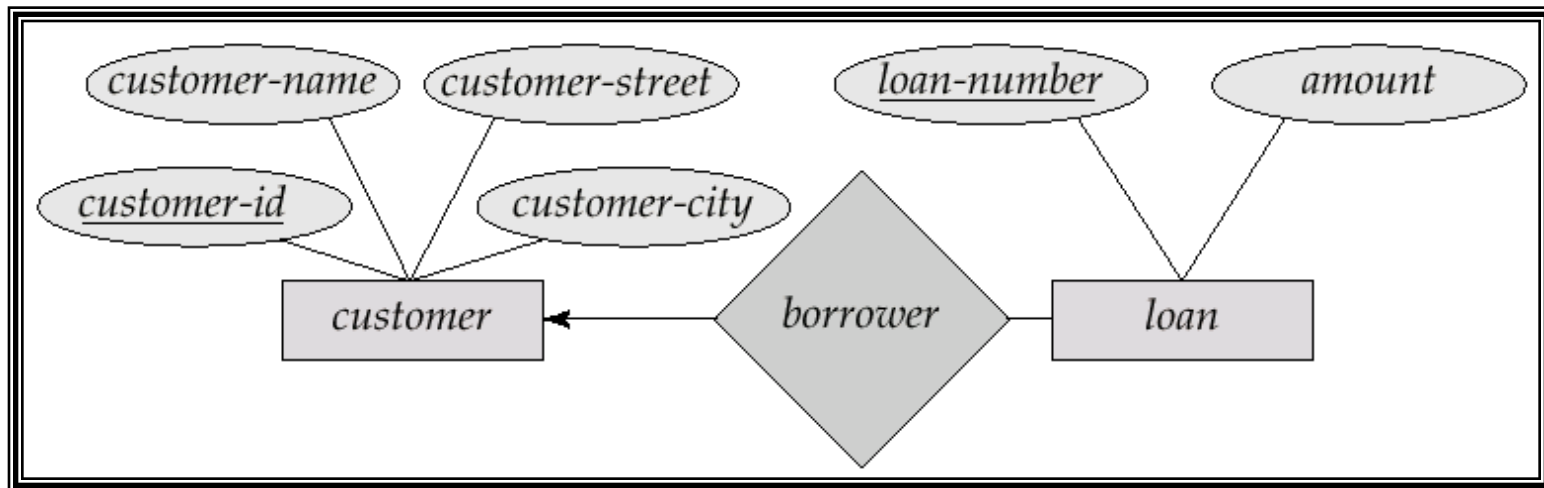 customer-name
customer-street
loan-number
amount
customer-id
customer-city
customer
borrower
loan